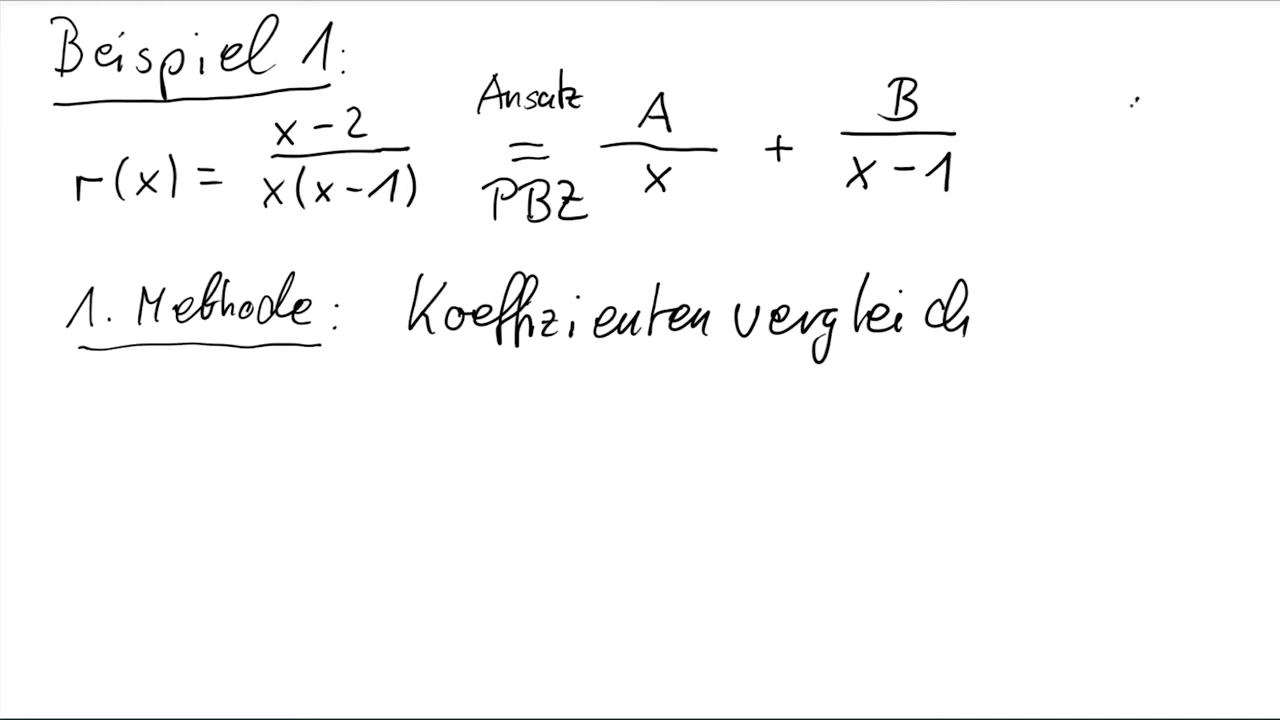 Beispiel 1:
r(x) = (x-2)/(x(x-1)) Ansatz = PBZ A/x + B/(x-1)
1. Methode: Koeffizientenvergleich